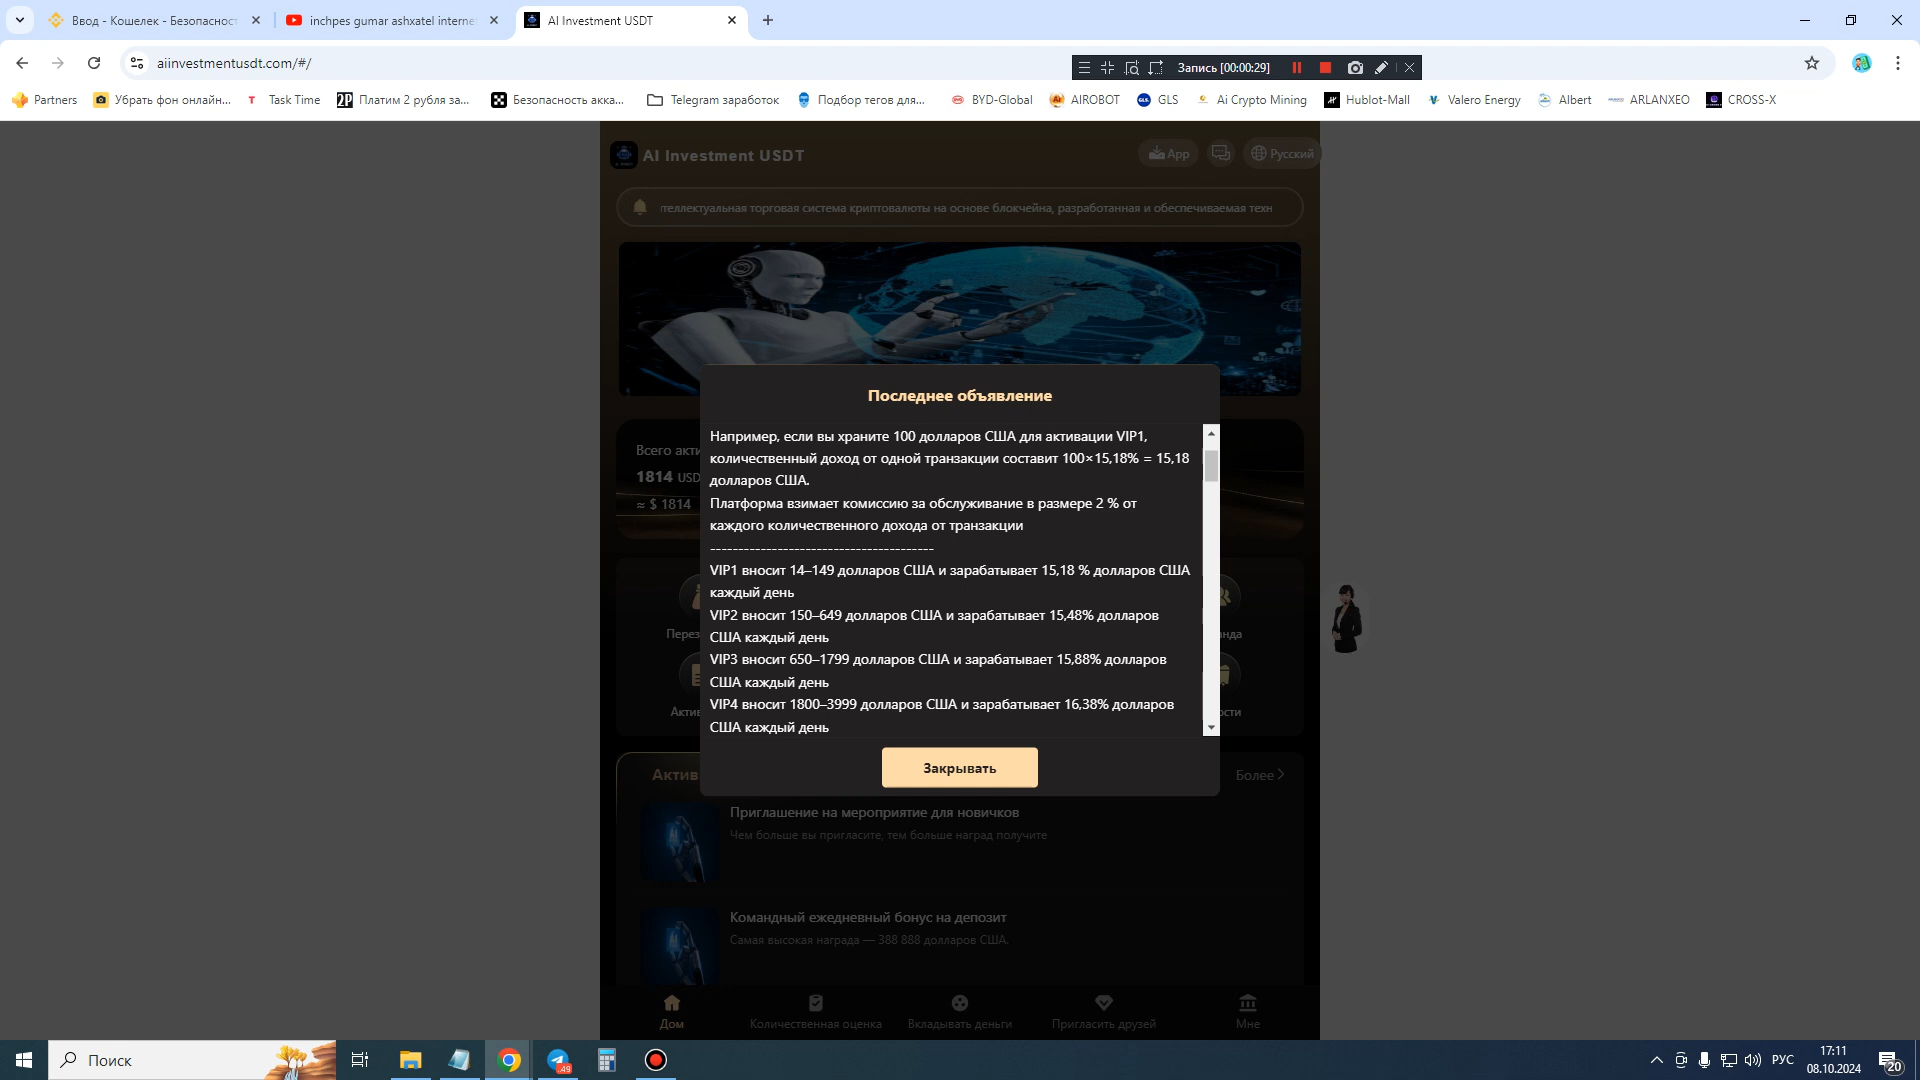 Ввод - Кошелек - Безопасност
inchpes gumar ashxatel interne
AI Investment USDT
aiinvestmentusdt.com/#/
Запись [00:00:29]
Partners
Убрать фон онлайн...
Task Time
Платим 2 рубля за...
Безопасность акка...
Telegram заработок
Подбор тегов для...
BYD-Global
AIROBOT
GLS
Ai Crypto Mining
Hublot-Mall
Valero Energy
Albert
ARLANXEO
CROSS-X
AI Investment USDT
App
Русский
теллектуальная торговая система криптовалюты на основе блокчейна, разработанная и обеспечиваемая техн
Последнее объявление
Например, если вы храните 100 долларов США для активации VIP1,
количественный доход от одной транзакции составит 100×15,18% = 15,18
долларов США.
Платформа взимает комиссию за обслуживание в размере 2 % от
каждого количественного дохода от транзакции
----------------------------------------
VIP1 вносит 14–149 долларов США и зарабатывает 15,18 % долларов США
каждый день
VIP2 вносит 150–649 долларов США и зарабатывает 15,48% долларов
США каждый день
VIP3 вносит 650–1799 долларов США и зарабатывает 15,88% долларов
США каждый день
VIP4 вносит 1800–3999 долларов США и зарабатывает 16,38% долларов
США каждый день
Закрывать
Всего акти
1814 USD
≈ $ 1814
Перез
нда
Актив
сти
Актив
Более
Приглашение на мероприятие для новичков
Чем больше вы пригласите, тем больше наград получите
Командный ежедневный бонус на депозит
Самая высокая награда — 388 888 долларов США.
Дом
Количественная оценка
Вкладывать деньги
Пригласить друзей
Мне
Поиск
49
РУС
17:11
08.10.2024
20